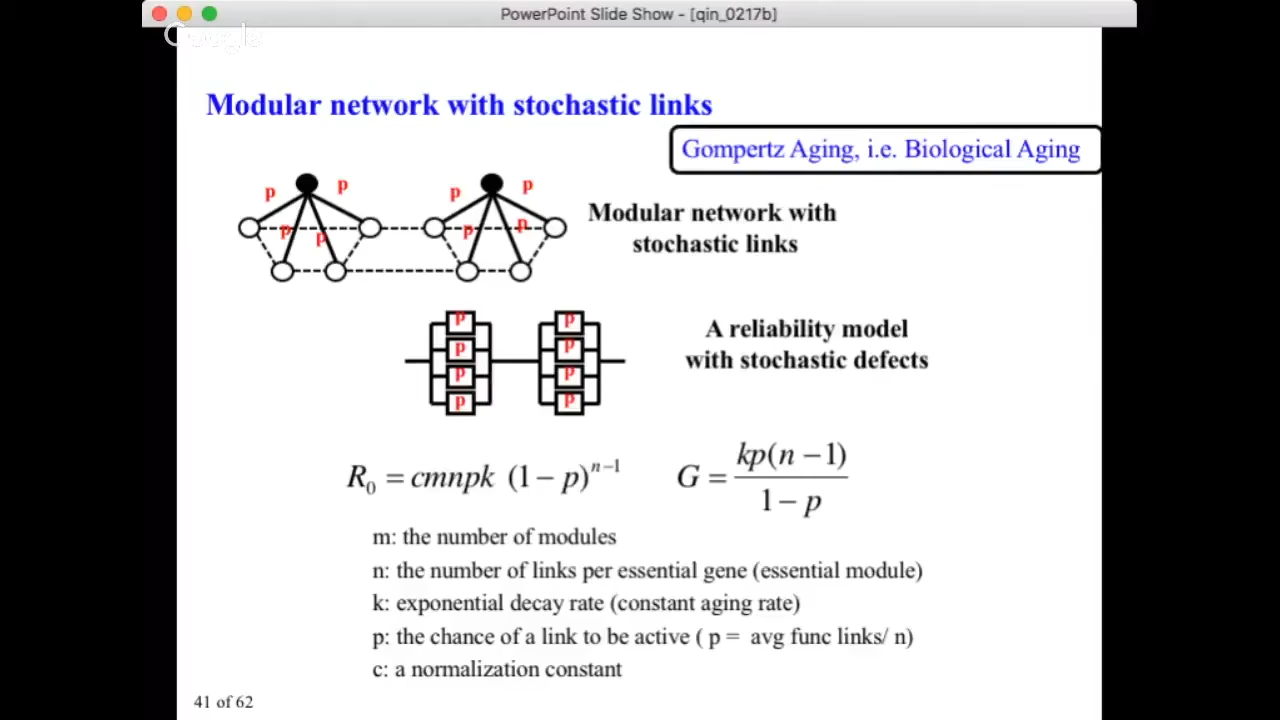 PowerPoint Slide Show - [qin_0217b]
Google
Modular network with stochastic links
Gompertz Aging, i.e. Biological Aging
p p p p
p p p p
Modular network with
stochastic links
p p
p p
p p
p p
A reliability model
with stochastic defects
R₀ = cmnpk (1 − p)ⁿ⁻¹
G = kp(n − 1) / 1 − p
m: the number of modules
n: the number of links per essential gene (essential module)
k: exponential decay rate (constant aging rate)
p: the chance of a link to be active ( p = avg func links/ n)
c: a normalization constant
41 of 62